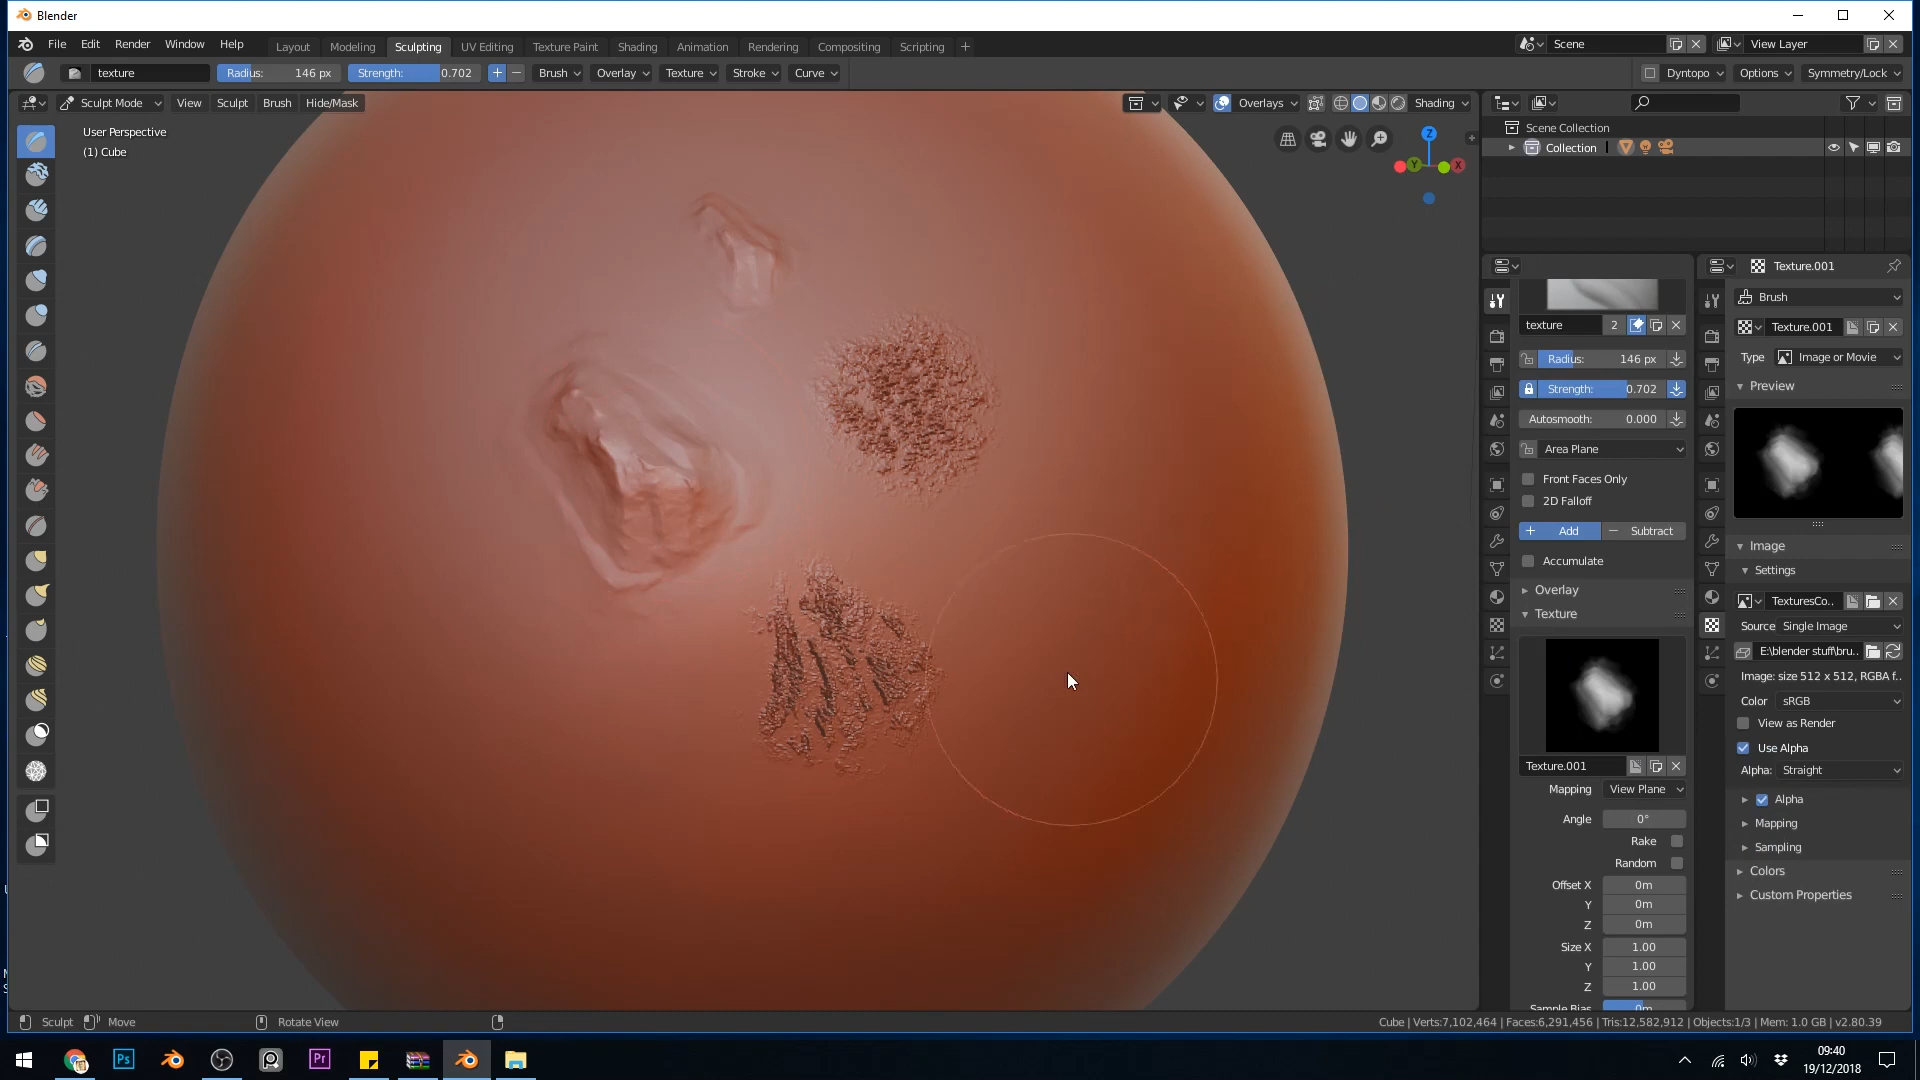 Blender
File Edit Render Window Help
Layout Modeling Sculpting UV Editing Texture Paint Shading Animation Rendering Compositing Scripting +
Scene
View Layer
texture Radius: 146 px Strength: 0.702 + − Brush Overlay Texture Stroke Curve
Dyntopo Options Symmetry/Lock
Sculpt Mode View Sculpt Brush Hide/Mask
Overlays Shading
User Perspective
(1) Cube
Z
Y
X
Scene Collection
Collection
texture 2
Radius: 146 px
Strength: 0.702
Autosmooth: 0.000
Area Plane
Front Faces Only
2D Falloff
+ Add − Subtract
Accumulate
Overlay
Texture
Texture.001
Mapping View Plane
Angle 0°
Rake
Random
Offset X 0m
Y 0m
Z 0m
Size X 1.00
Y 1.00
Z 1.00
Sample Bias 0m
Texture.001
Brush
Texture.001
Type Image or Movie
Preview
Image
Settings
TexturesCo..
Source Single Image
E:\blender stuff\bru..
Image: size 512 x 512, RGBA f..
Color sRGB
View as Render
Use Alpha
Alpha: Straight
Alpha
Mapping
Sampling
Colors
Custom Properties
Sculpt Move Rotate View
Cube | Verts:7,102,464 | Faces:6,291,456 | Tris:12,582,912 | Objects:1/3 | Mem: 1.0 GB | v2.80.39
Ps
Pr
09:40
19/12/2018